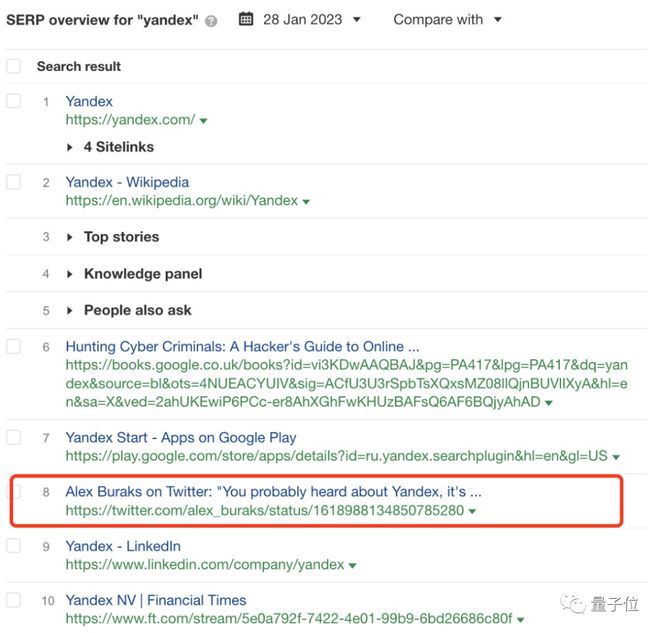 SERP overview for "yandex" ? 28 Jan 2023 Compare with
Search result
1 Yandex
https://yandex.com/
4 Sitelinks
2 Yandex - Wikipedia
https://en.wikipedia.org/wiki/Yandex
3 Top stories
4 Knowledge panel
5 People also ask
6 Hunting Cyber Criminals: A Hacker's Guide to Online ...
https://books.google.co.uk/books?id=vi3KDwAAQBAJ&pg=PA417&lpg=PA417&dq=yan
dex&source=bl&ots=4NUEACYUIV&sig=ACfU3U3rSpbTsXQxsMZ08IlQjnBUVIIXyA&hl=e
n&sa=X&ved=2ahUKEwiP6PCc-er8AhXGhFwKHUzBAFsQ6AF6BQjyAhAD
7 Yandex Start - Apps on Google Play
https://play.google.com/store/apps/details?id=ru.yandex.searchplugin&hl=en&gl=US
8 Alex Buraks on Twitter: "You probably heard about Yandex, it's ...
https://twitter.com/alex_buraks/status/1618988134850785280
9 Yandex - LinkedIn
https://www.linkedin.com/company/yandex
10 Yandex NV | Financial Times
https://www.ft.com/stream/5e0a792f-7422-4e01-99b9-6bd26686c80f
量子位